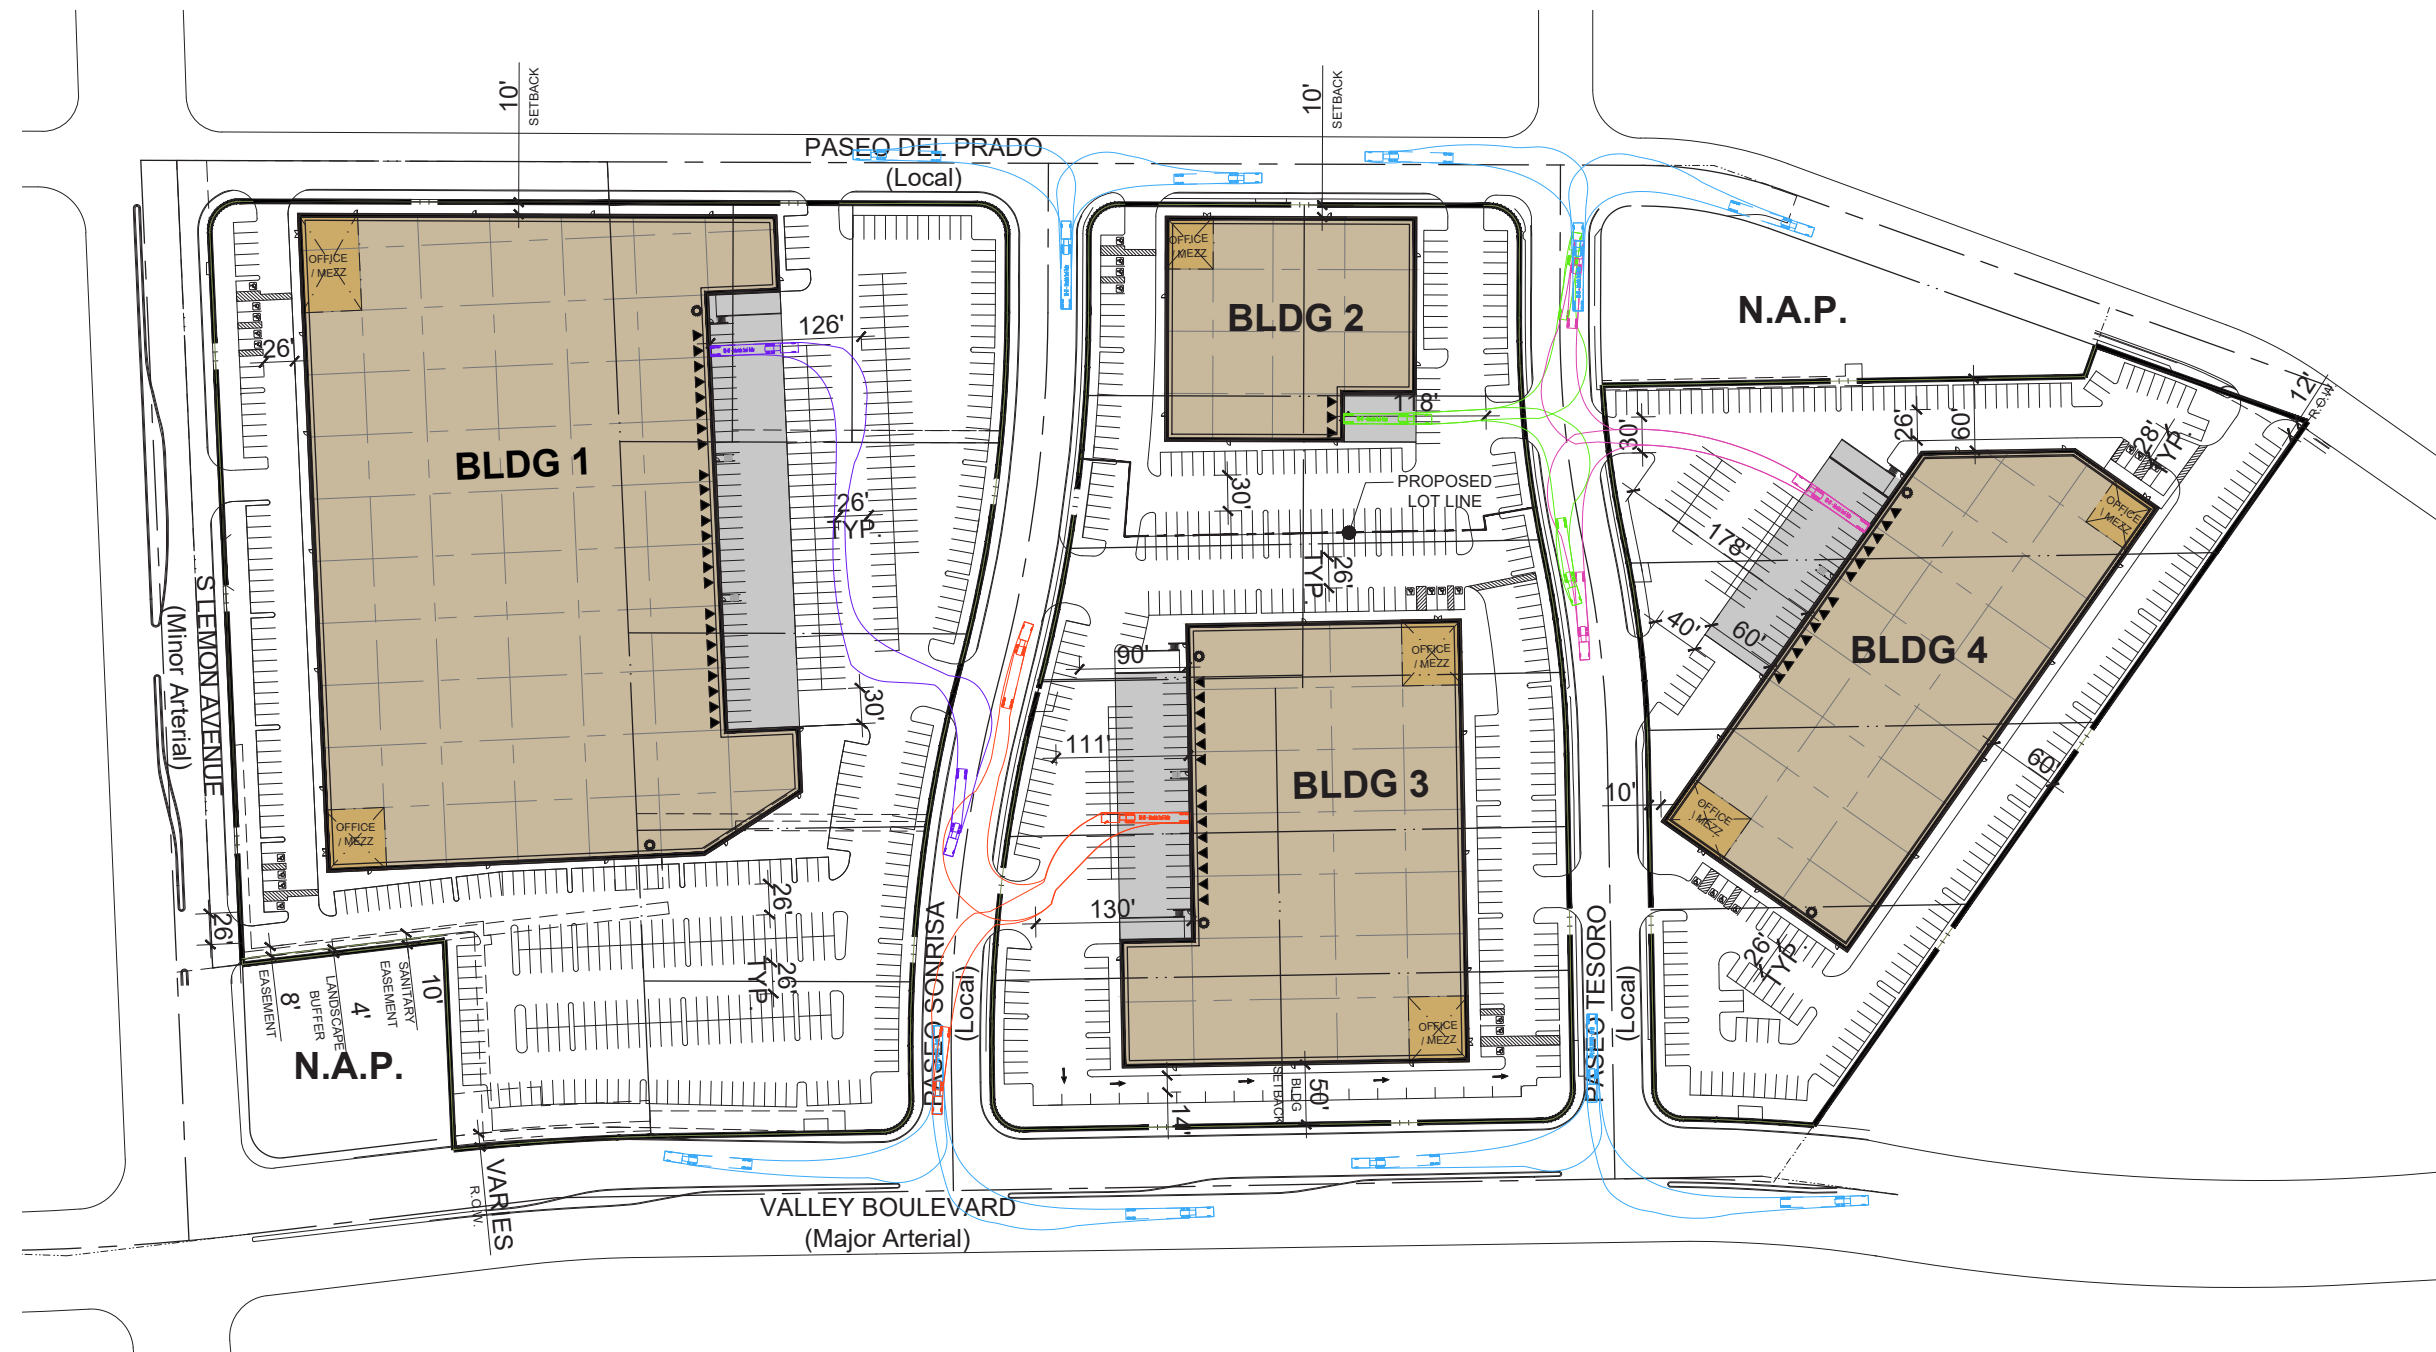 10'
SETBACK
10'
SETBACK
PASEO DEL PRADO
(Local)
OFFICE
/ MEZZ
OFFICE
/ MEZZ
BLDG 2
N.A.P.
126'
26'
118'
12'
R.O.W.
30'
26'
60'
28'
TYP.
BLDG 1
30'
PROPOSED
LOT LINE
26'
TYP.
OFFICE
/ MEZZ
178'
26'
TYP.
S LEMON AVENUE
(Minor Arterial)
40'
60'
BLDG 4
90'
OFFICE
/ MEZZ
30'
111'
BLDG 3
60'
10'
OFFICE
/ MEZZ
OFFICE
/ MEZZ
26'
26'
130'
PASEO SONRISA
(Local)
PASEO TESORO
(Local)
26'
TYP.
26'
TYP.
8'
EASEMENT
4'
LANDSCAPE
BUFFER
10'
SANITARY
EASEMENT
OFFICE
/ MEZZ
N.A.P.
14'
50'
BLDG
SETBACK
VARIES
R.O.W.
VALLEY BOULEVARD
(Major Arterial)